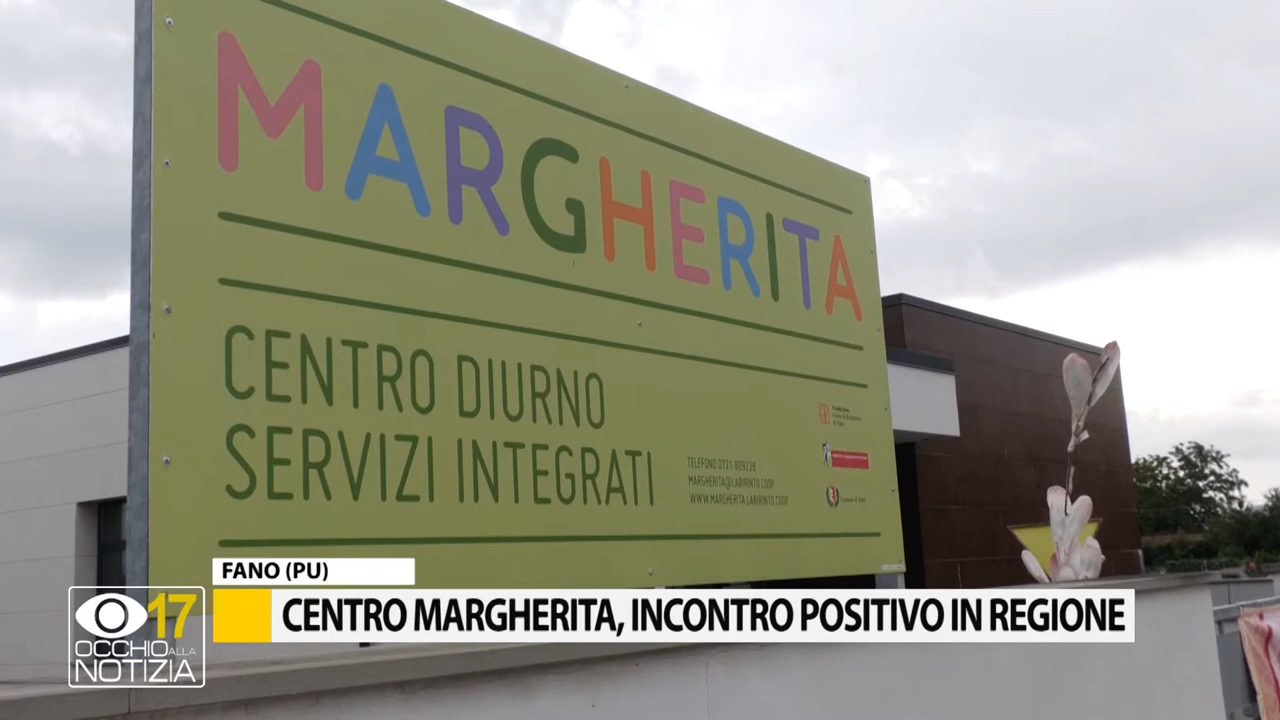 MARGHERITA
CENTRO DIURNO
SERVIZI INTEGRATI
TELEFONO 0721 809238
MARGHERITA@LABIRINTO.COOP
WWW.MARGHERITA.LABIRINTO.COOP
Fondazione
FANO (PU)
CENTRO MARGHERITA, INCONTRO POSITIVO IN REGIONE
17
OCCHIO ALLA
NOTIZIA